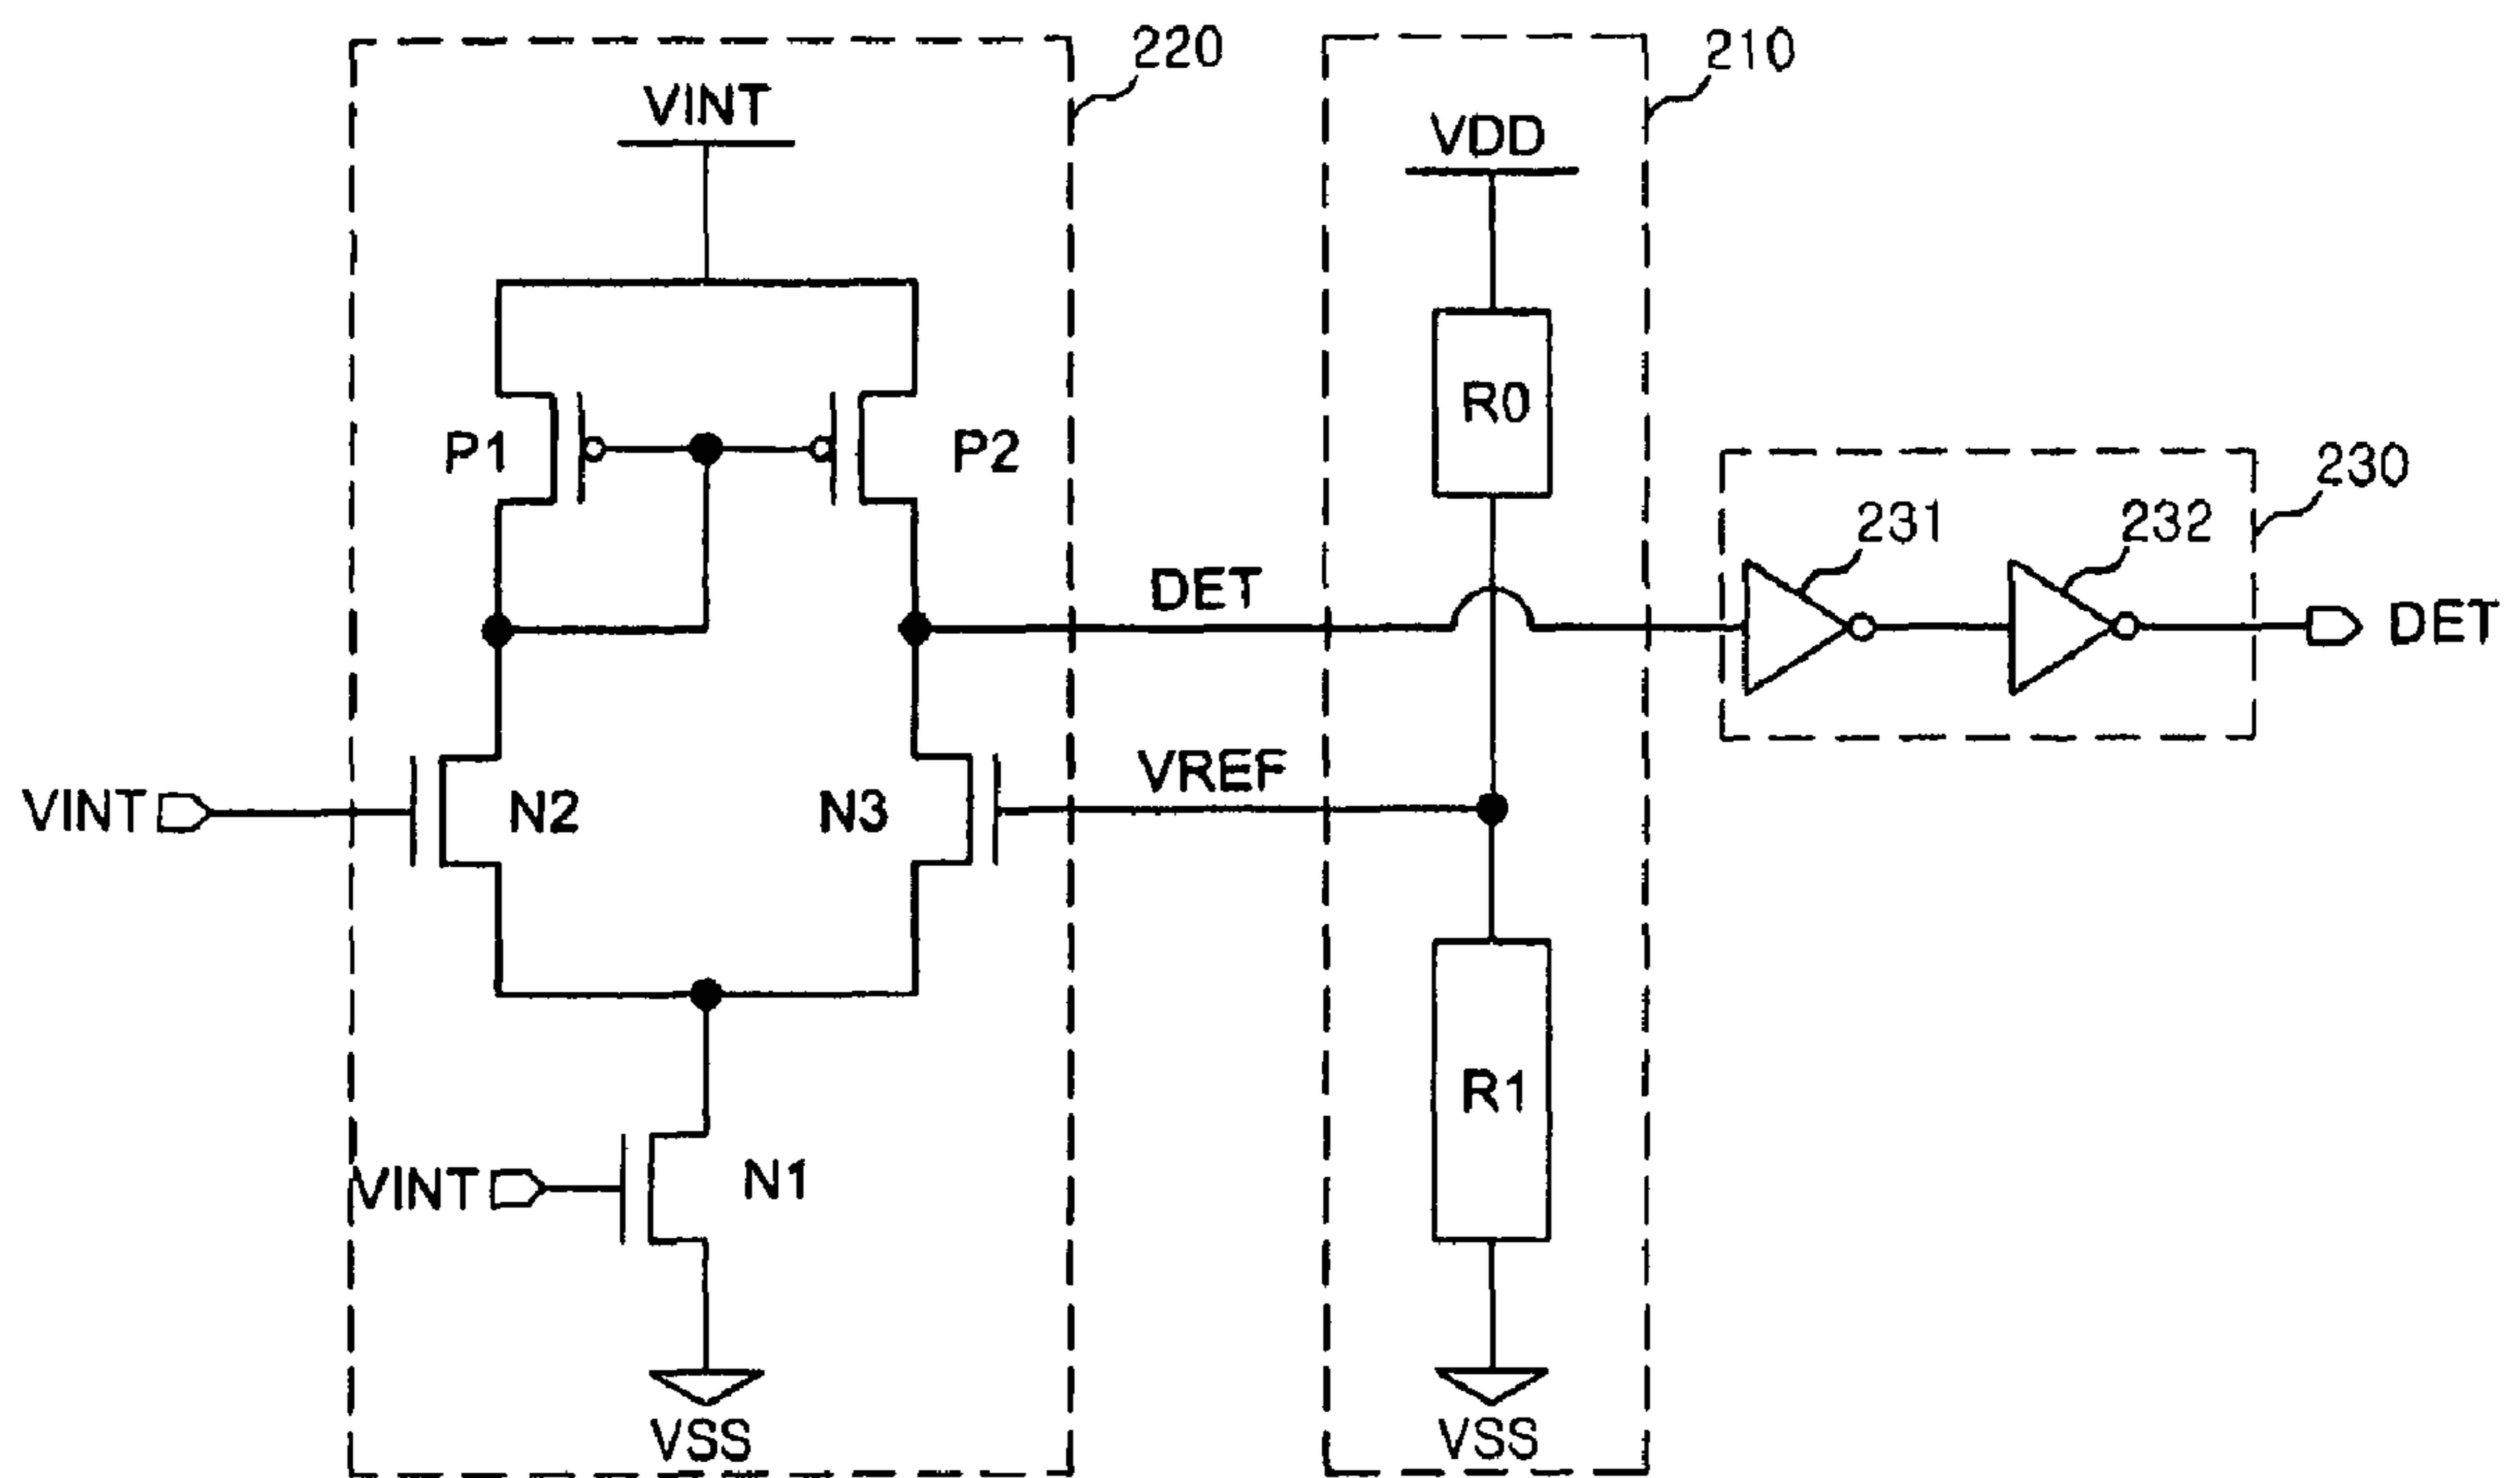 220
210
VINT
VDD
R0
P1
P2
230
231
232
DET
DET
VREF
VINT
N2
N3
R1
VINT
N1
VSS
VSS